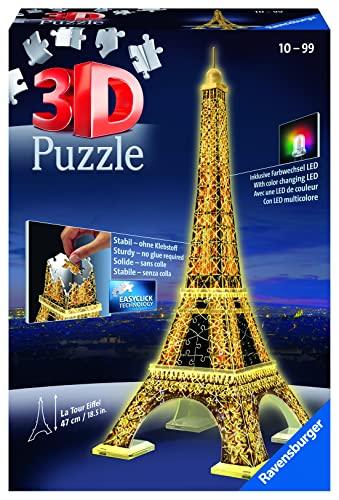 3D
Puzzle
10 – 99
Inklusive Farbwechsel LED
With color changing LED
Avec une LED de couleur
Con LED multicolore
Stabil – ohne Klebstoff
Sturdy – no glue required
Solide – sans colle
Stabile – senza colla
EASYCLICK
TECHNOLOGY
La Tour Eiffel
47 cm / 18.5 in.
Ravensburger